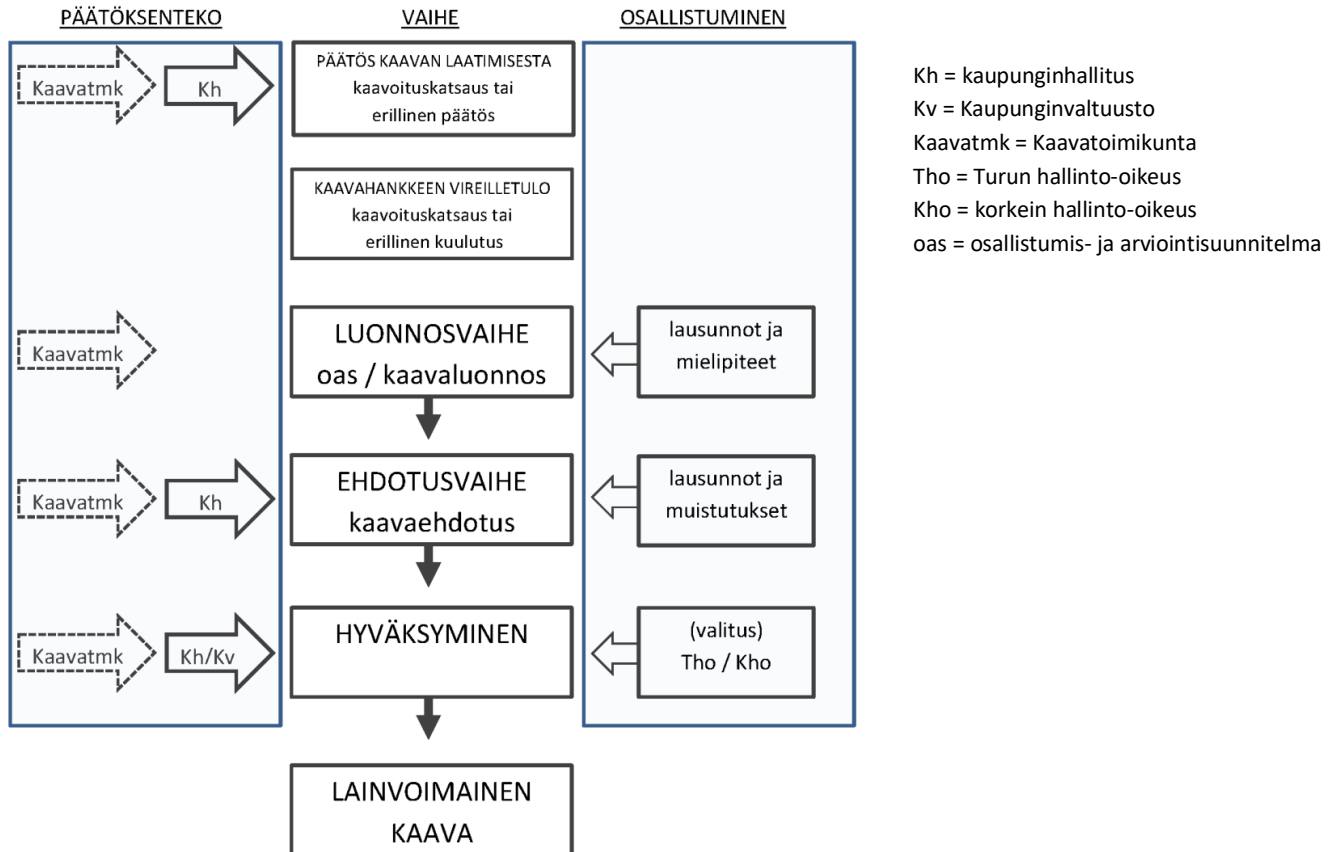 PÄÄTÖKSENTEKO
VAIHE
OSALLISTUMINEN
Kaavatmk
Kh
PÄÄTÖS KAAVAN LAATIMISESTA
kaavoituskatsaus tai
erillinen päätös
KAAVAHANKKEEN VIREILLETULO
kaavoituskatsaus tai
erillinen kuulutus
Kaavatmk
LUONNOSVAIHE
oas / kaavaluonnos
lausunnot ja
mielipiteet
Kaavatmk
Kh
EHDOTUSVAIHE
kaavaehdotus
lausunnot ja
muistutukset
Kaavatmk
Kh/Kv
HYVÄKSYMINEN
(valitus)
Tho / Kho
LAINVOIMAINEN
KAAVA
Kh = kaupunginhallitus
Kv = Kaupunginvaltuusto
Kaavatmk = Kaavatoimikunta
Tho = Turun hallinto-oikeus
Kho = korkein hallinto-oikeus
oas = osallistumis- ja arviointisuunnitelma